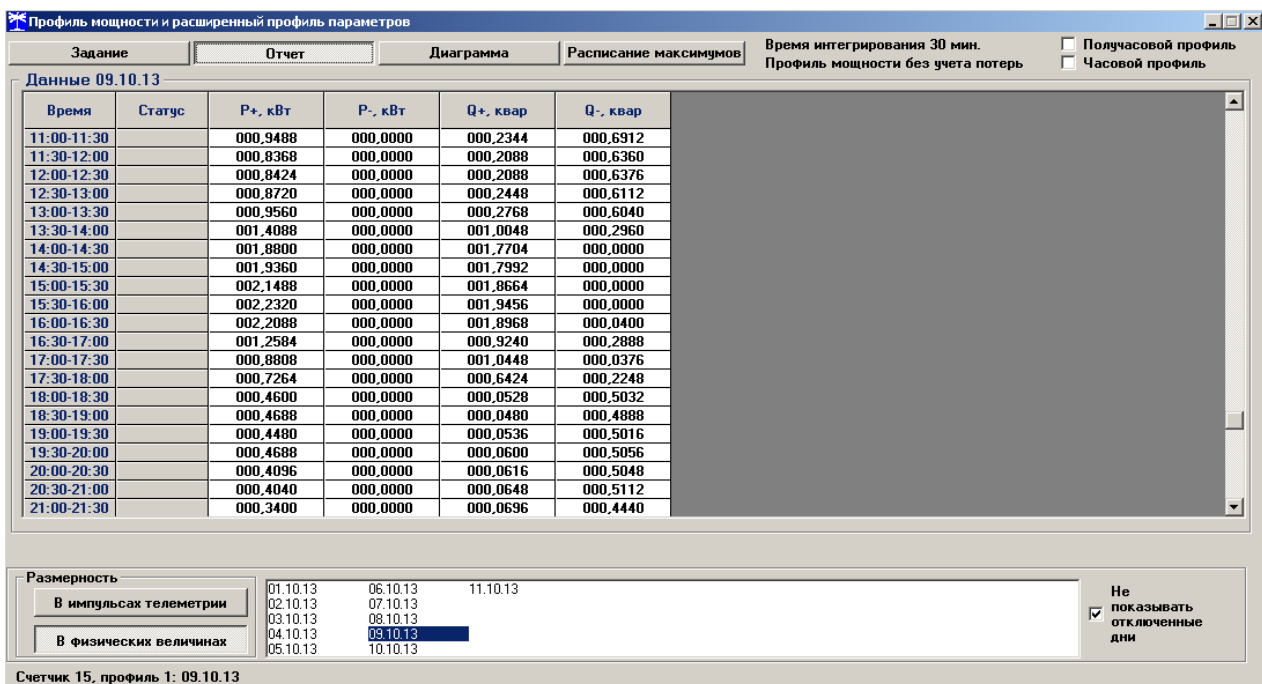 Профиль мощности и расширенный профиль параметров
Задание Отчет Диаграмма Расписание максимумов Время интегрирования 30 мин. Получасовой профиль
Профиль мощности без учета потерь Часовой профиль
Данные 09.10.13
Время Статус P+, кВт P-, кВт Q+, квар Q-, квар
11:00-11:30 000,9488 000,0000 000,2344 000,6912
11:30-12:00 000,8368 000,0000 000,2088 000,6360
12:00-12:30 000,8424 000,0000 000,2088 000,6376
12:30-13:00 000,8720 000,0000 000,2448 000,6112
13:00-13:30 000,9560 000,0000 000,2768 000,6040
13:30-14:00 001,4088 000,0000 001,0048 000,2960
14:00-14:30 001,8800 000,0000 001,7704 000,0000
14:30-15:00 001,9360 000,0000 001,7992 000,0000
15:00-15:30 002,1488 000,0000 001,8664 000,0000
15:30-16:00 002,2320 000,0000 001,9456 000,0000
16:00-16:30 002,2088 000,0000 001,8968 000,0400
16:30-17:00 001,2584 000,0000 000,9240 000,2888
17:00-17:30 000,8808 000,0000 001,0448 000,0376
17:30-18:00 000,7264 000,0000 000,6424 000,2248
18:00-18:30 000,4600 000,0000 000,0528 000,5032
18:30-19:00 000,4688 000,0000 000,0480 000,4888
19:00-19:30 000,4480 000,0000 000,0536 000,5016
19:30-20:00 000,4688 000,0000 000,0600 000,5056
20:00-20:30 000,4096 000,0000 000,0616 000,5048
20:30-21:00 000,4040 000,0000 000,0648 000,5112
21:00-21:30 000,3400 000,0000 000,0696 000,4440
Размерность
В импульсах телеметрии
В физических величинах
01.10.13 06.10.13 11.10.13
02.10.13 07.10.13
03.10.13 08.10.13
04.10.13 09.10.13
05.10.13 10.10.13
Не
показывать
отключенные
дни
Счетчик 15, профиль 1: 09.10.13